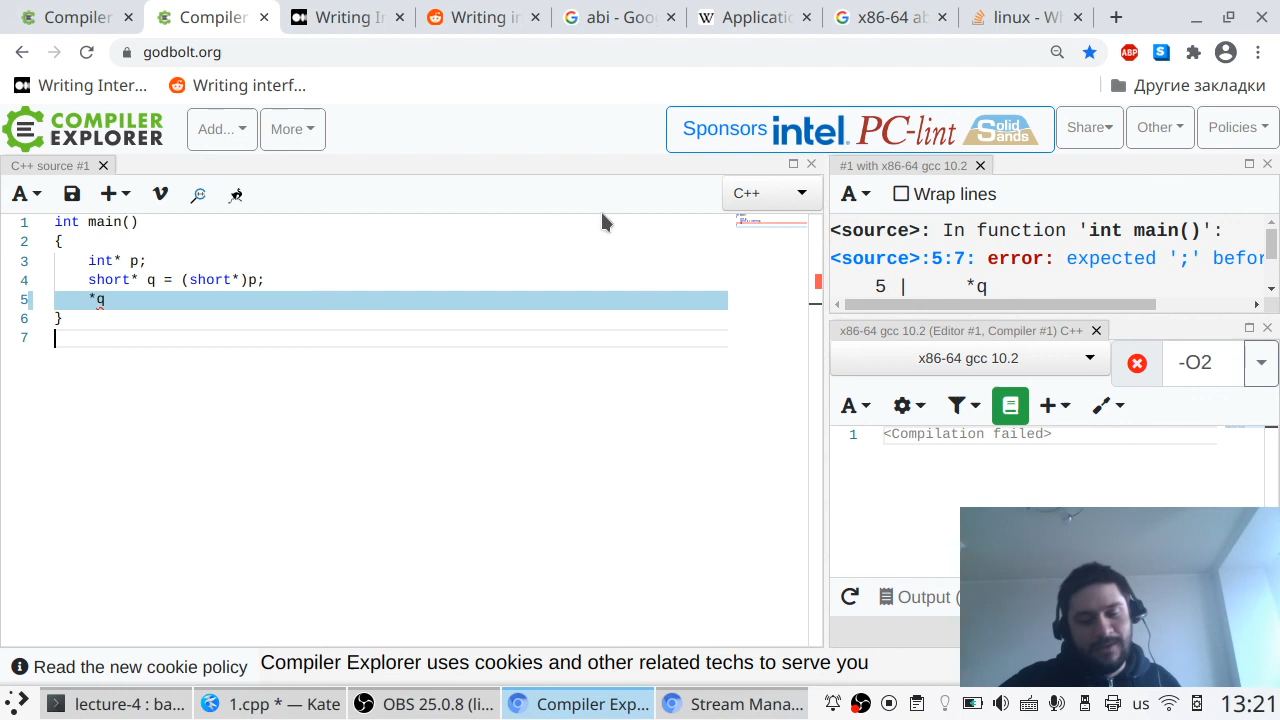 Compiler
Compiler
Writing I
Writing in
abi - Goo
Applicatio
x86-64 ab
linux - Wh
godbolt.org
ABP
S
Writing Inter...
Writing interf...
Другие закладки
COMPILER
EXPLORER
Add...
More
Sponsors intel. PC-lint Solid Sands
Share
Other
Policies
C++ source #1
#1 with x86-64 gcc 10.2
A
C++
A
Wrap lines
1 int main()
2 {
3 int* p;
4 short* q = (short*)p;
5 *q
6 }
7
<source>: In function 'int main()':
<source>:5:7: error: expected ';' befor
5 | *q
x86-64 gcc 10.2 (Editor #1, Compiler #1) C++
x86-64 gcc 10.2
-O2
A
1 <Compilation failed>
Output (
Read the new cookie policy
Compiler Explorer uses cookies and other related techs to serve you
lecture-4 : ba...
1.cpp * — Kate
OBS 25.0.8 (li...
Compiler Exp...
Stream Mana...
us
13:21